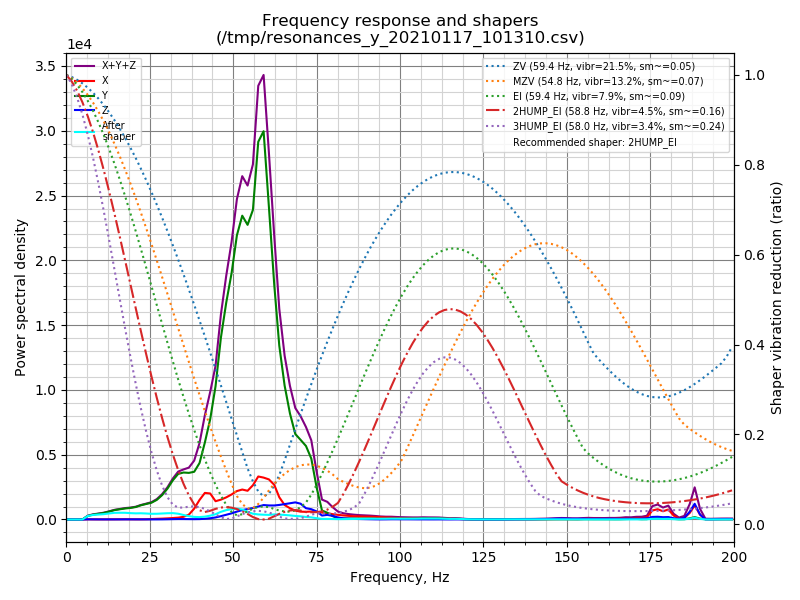 Frequency response and shapers
(/tmp/resonances_y_20210117_101310.csv)
1e4
3.5
3.0
2.5
2.0
1.5
1.0
0.5
0.0
Power spectral density
X+Y+Z
X
Y
Z
After
shaper
ZV (59.4 Hz, vibr=21.5%, sm~=0.05)
MZV (54.8 Hz, vibr=13.2%, sm~=0.07)
EI (59.4 Hz, vibr=7.9%, sm~=0.09)
2HUMP_EI (58.8 Hz, vibr=4.5%, sm~=0.16)
3HUMP_EI (58.0 Hz, vibr=3.4%, sm~=0.24)
Recommended shaper: 2HUMP_EI
1.0
0.8
0.6
0.4
0.2
0.0
Shaper vibration reduction (ratio)
0 25 50 75 100 125 150 175 200
Frequency, Hz